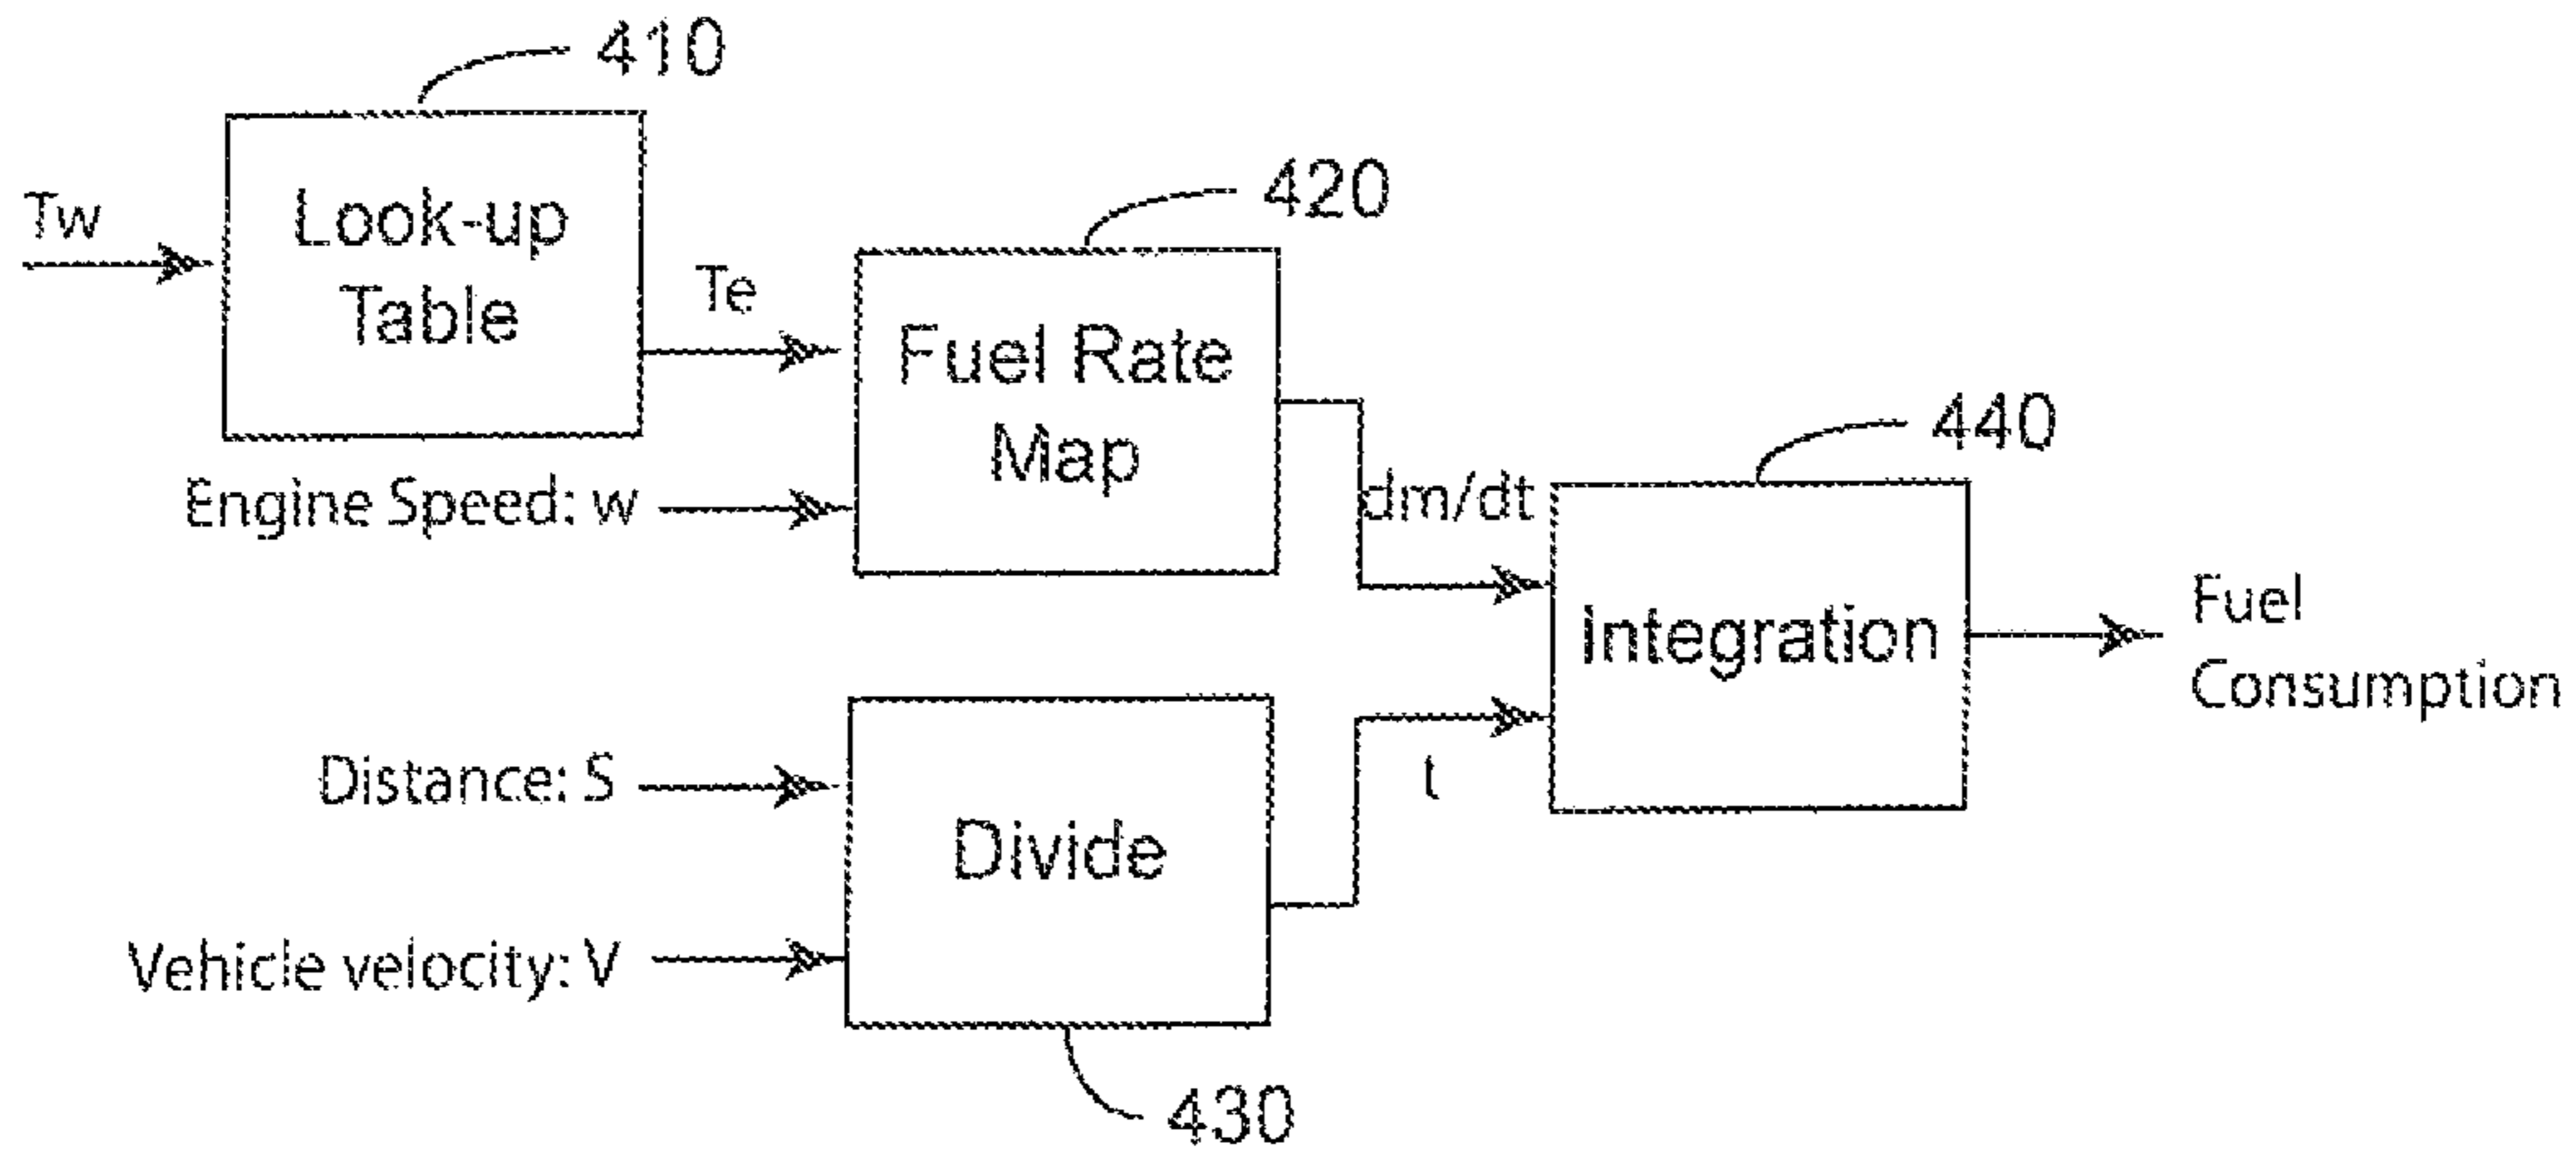 410
Tw
Look-up
Table
420
Te
Fuel Rate
Map
Engine Speed: w
440
dm/dt
Integration
Fuel
Consumption
Distance: S
t
Divide
Vehicle velocity: V
430